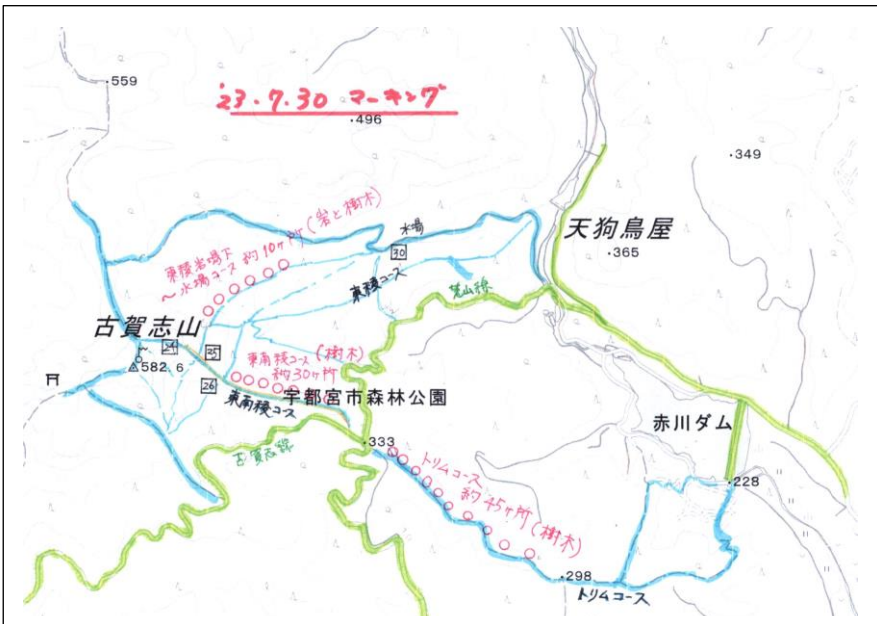 '23.7.30 マーキング
559
496
349
天狗鳥屋
365
水場
30
東稜岩場下
～水場コース 約10ヶ所(岩と樹木)
東稜コース
古賀志山
24
25
582.6
26
東南稜コース(樹木)
約30ヶ所
宇都宮市森林公園
東南稜コース
赤川ダム
333
古賀志線
トリムコース
約45ヶ所(樹木)
228
298
トリムコース